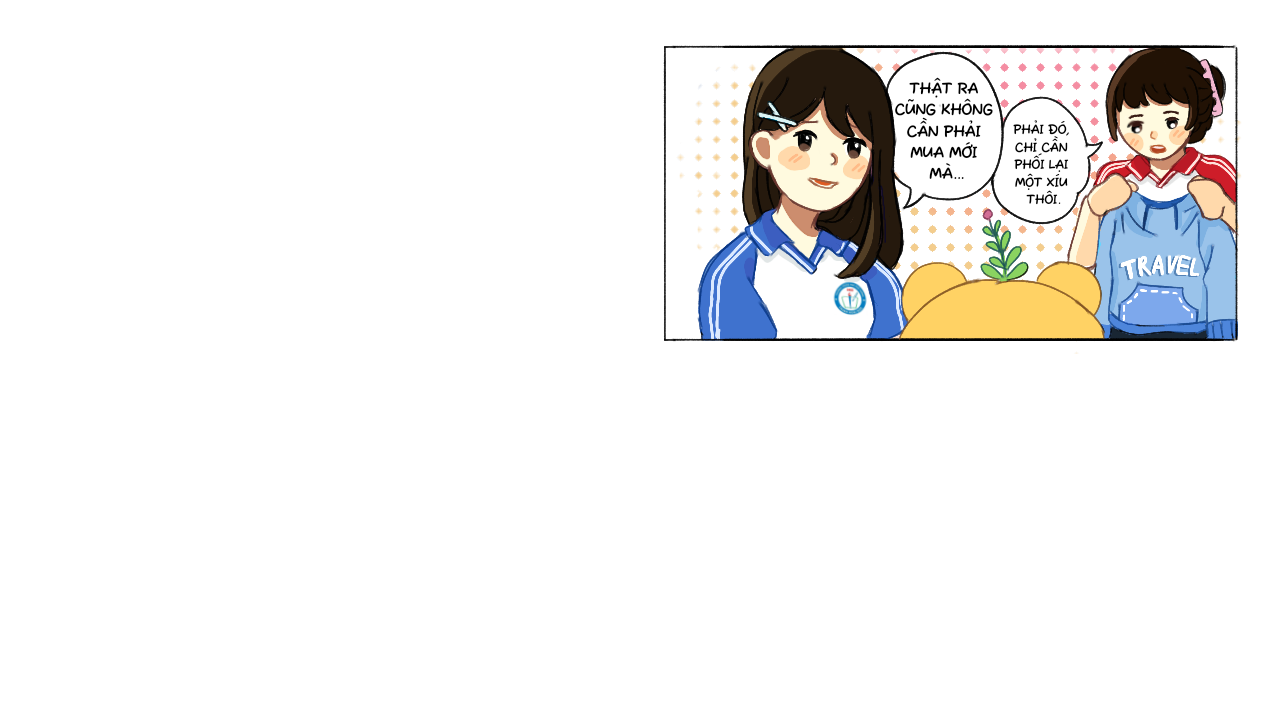 THẬT RA
CŨNG KHÔNG
CẦN PHẢI
MUA MỚI
MÀ...
PHẢI ĐÓ,
CHỈ CẦN
PHỐI LẠI
MỘT XÍU
THÔI.
TRAVEL